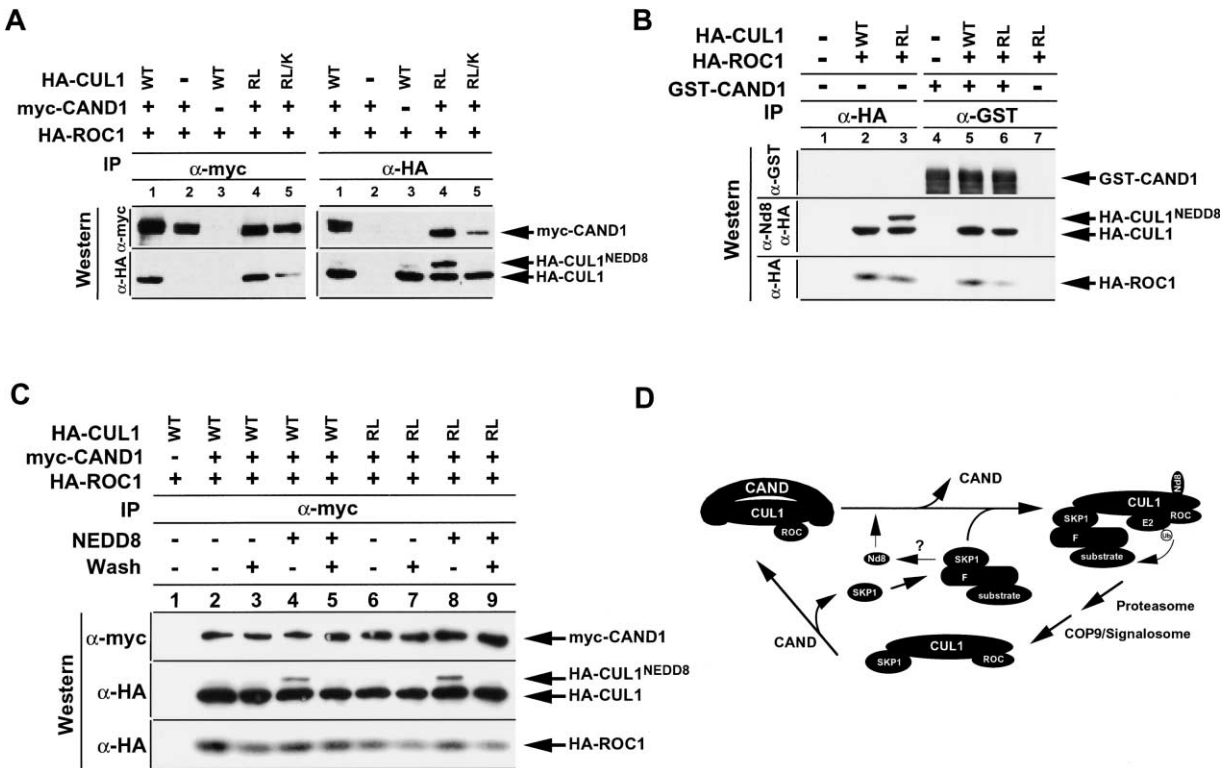 A
HA-CUL1 WT - WT RL RL/K WT - WT RL RL/K
myc-CAND1 + + - + + + + - + +
HA-ROC1 + + + + + + + + + +
IP α-myc α-HA
1 2 3 4 5 1 2 3 4 5
Western
α-myc
myc-CAND1
α-HA
HA-CUL1NEDD8
HA-CUL1
B
HA-CUL1 - WT RL - WT RL RL
HA-ROC1 - + + - + + +
GST-CAND1 - - - + + + -
IP α-HA α-GST
1 2 3 4 5 6 7
Western
α-GST
GST-CAND1
α-Nd8
α-HA
HA-CUL1NEDD8
HA-CUL1
α-HA
HA-ROC1
C
HA-CUL1 WT WT WT WT WT RL RL RL RL
myc-CAND1 - + + + + + + + +
HA-ROC1 + + + + + + + + +
IP α-myc
NEDD8 - - - + + - - + +
Wash - - + - + - + - +
1 2 3 4 5 6 7 8 9
Western
α-myc
myc-CAND1
α-HA
HA-CUL1NEDD8
HA-CUL1
α-HA
HA-ROC1
D
CAND
CUL1
ROC
CAND
Nd8
CUL1
SKP1
ROC
E2
F
Ub
substrate
Nd8
?
SKP1
F
substrate
SKP1
CAND
Proteasome
COP9/Signalosome
CUL1
SKP1
ROC